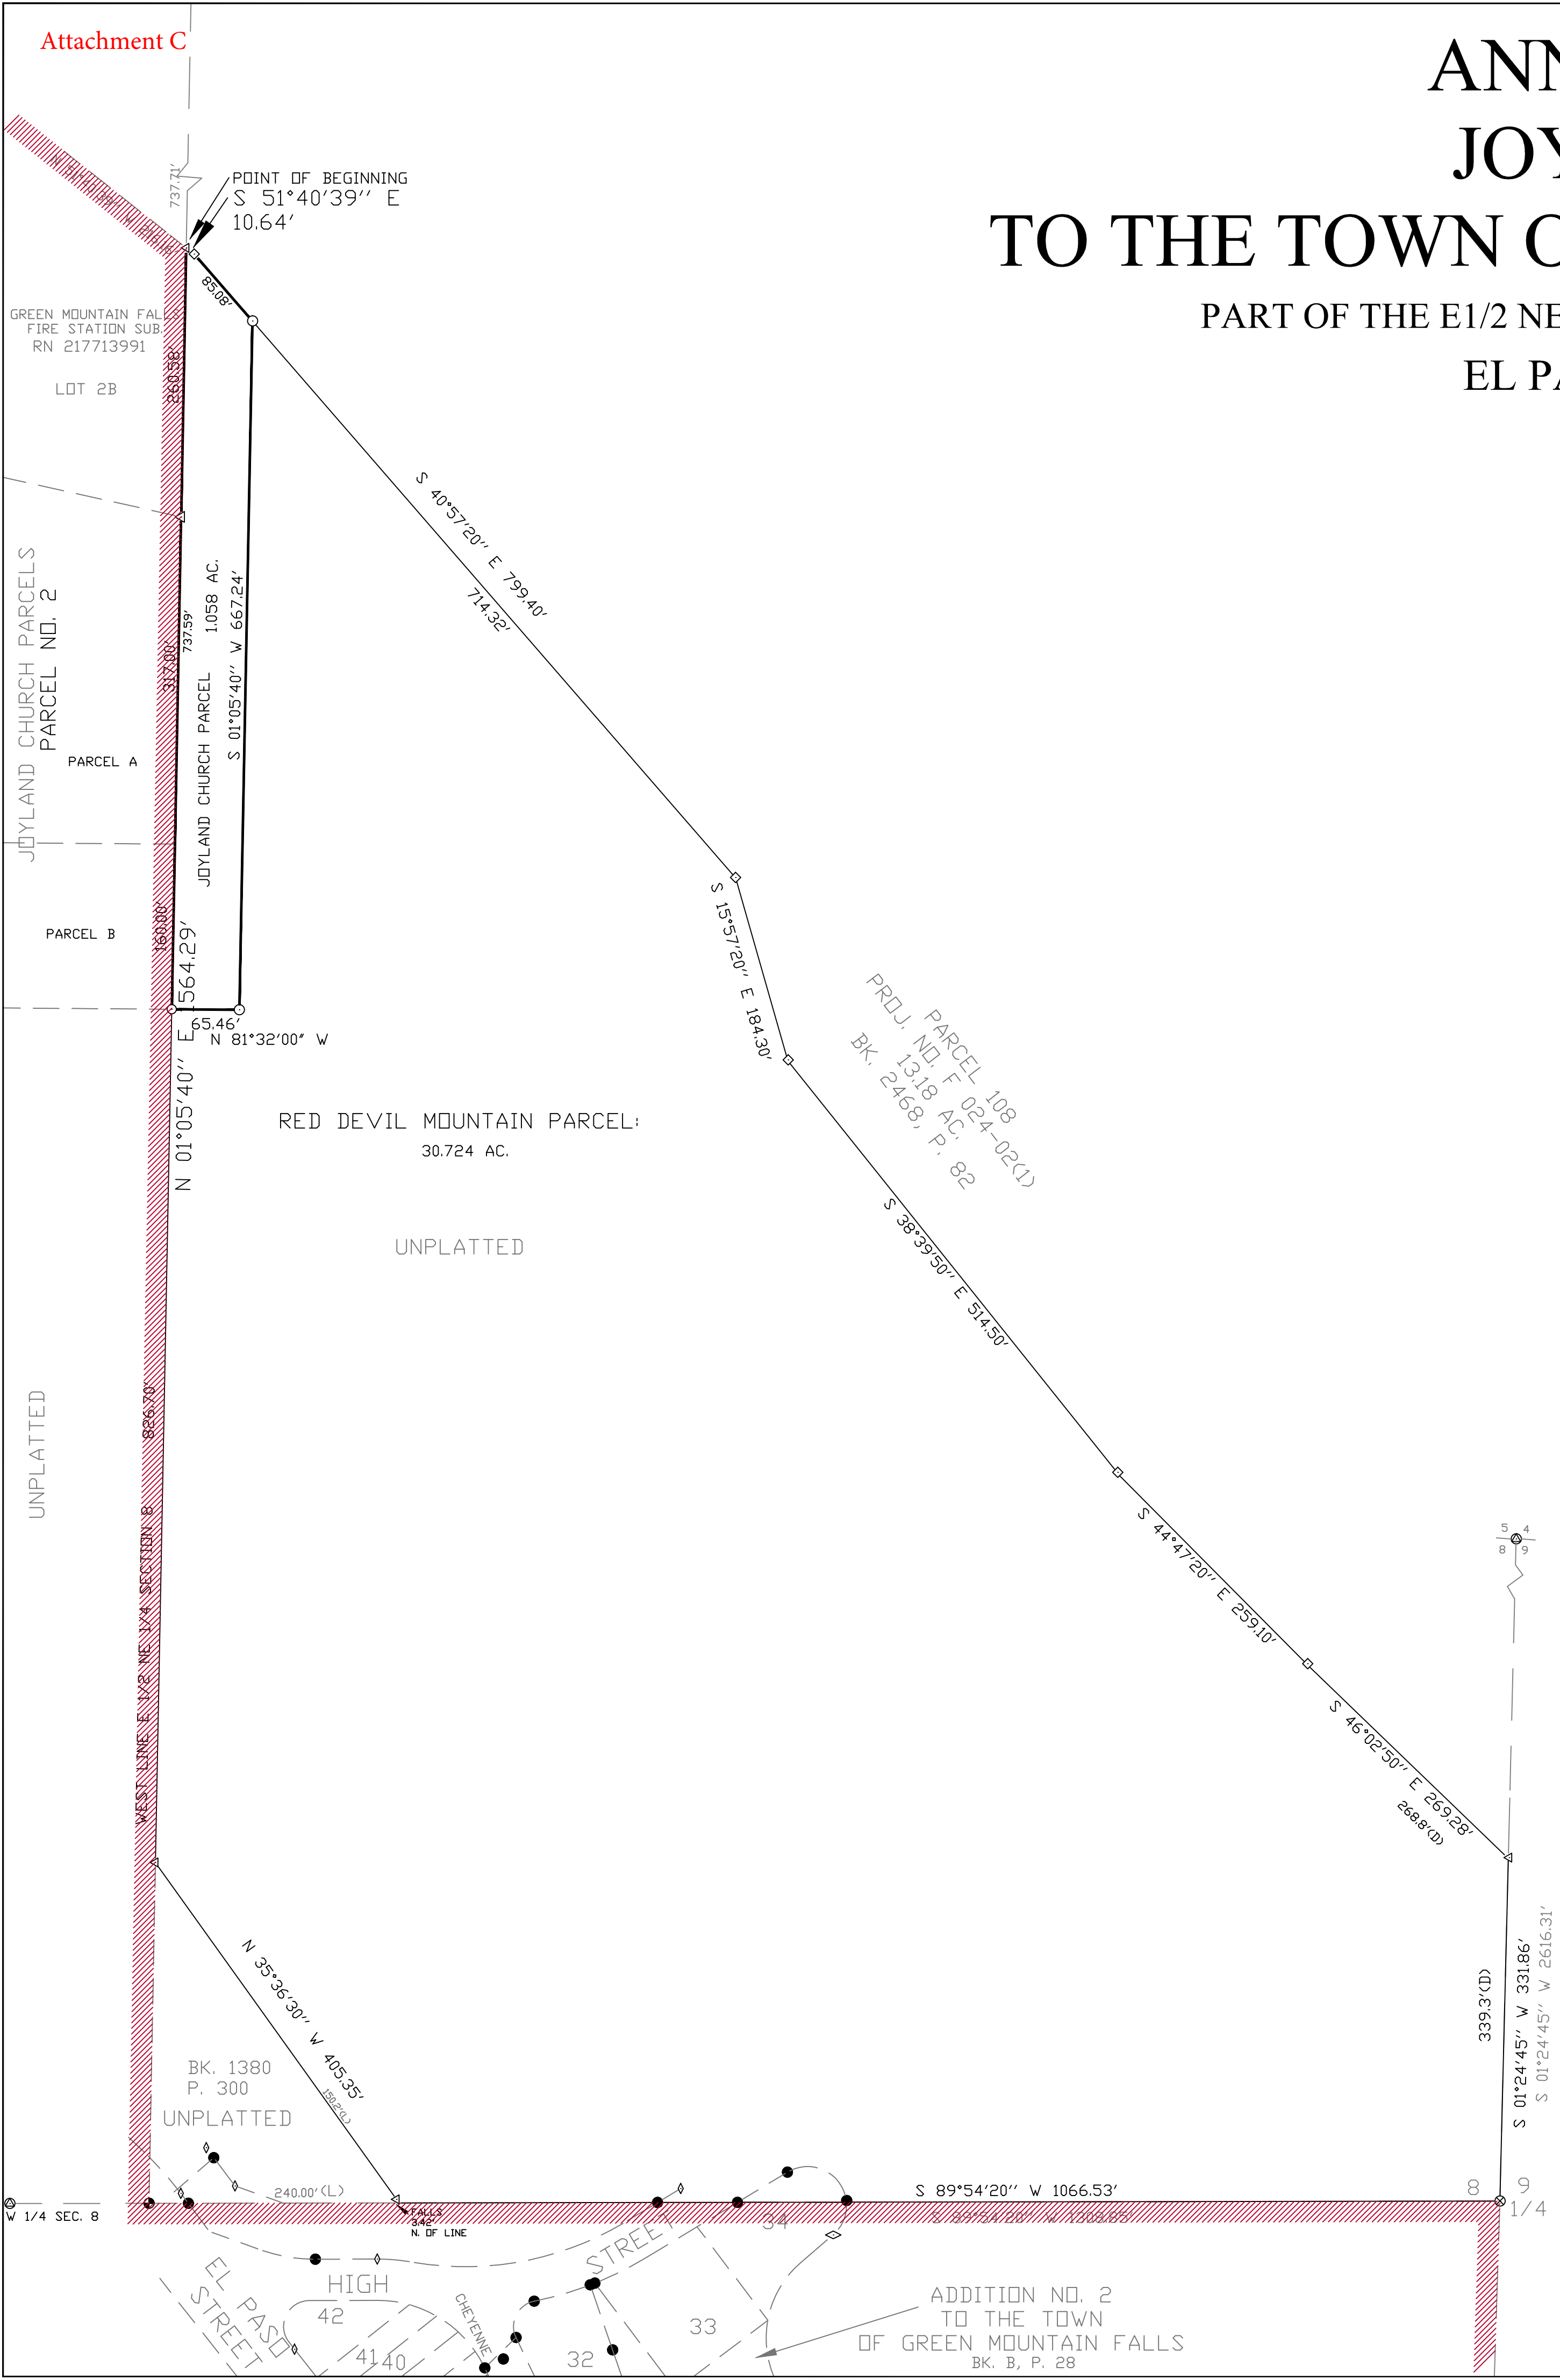 Attachment C
ANN
JOY
TO THE TOWN O
PART OF THE E1/2 NE
EL PA
737.71'
POINT OF BEGINNING
S 51°40'39'' E
10.64'
85.08'
GREEN MOUNTAIN FALLS
FIRE STATION SUB.
RN 217713991
LOT 2B
260.58'
S 40°57'20'' E 799.40'
714.32'
JOYLAND CHURCH PARCELS
PARCEL NO. 2
PARCEL A
PARCEL B
317.00'
737.59'
160.00'
JOYLAND CHURCH PARCEL
1.058 AC.
S 01°05'40'' W 667.24'
65.46'
N 81°32'00" W
N 01°05'40'' E 1564.29'
S 15°57'20'' E 184.30'
PARCEL 108
PROJ. NO. F 024-02(1)
13.18 AC.
BK. 2468, P. 82
RED DEVIL MOUNTAIN PARCEL:
30.724 AC.
UNPLATTED
S 38°39'50'' E 514.50'
UNPLATTED
826.70'
WEST LINE E 1/2 NE 1/4 SECTION 8
S 44°47'20'' E 259.10'
5 4
8 9
S 46°02'50'' E 269.28'
268.8'(D)
339.3'(D)
S 01°24'45'' W 331.86'
S 01°24'45'' W 2616.31'
N 35°36'30'' W 405.35'
150.2'(L)
BK. 1380
P. 300
UNPLATTED
240.00'(L)
W 1/4 SEC. 8
FALLS
3.42'
N. OF LINE
S 89°54'20'' W 1066.53'
S 89°54'20'' W 1308.85'
8 9
1/4
34
STREET
HIGH
EL PASO
STREET
CHEYENNE
42
41
40
32
33
ADDITION NO. 2
TO THE TOWN
OF GREEN MOUNTAIN FALLS
BK. B, P. 28